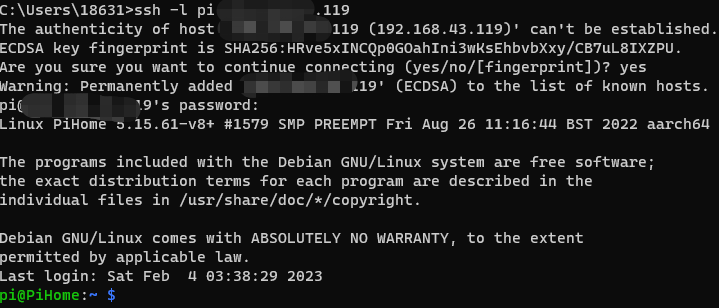 C:\Users\18631>ssh -l pi .119
The authenticity of host 119 (192.168.43.119)' can't be established.
ECDSA key fingerprint is SHA256:HRve5xINCQp0GOahIni3wKsEhbvbXxy/CB7uL8IXZPU.
Are you sure you want to continue connecting (yes/no/[fingerprint])? yes
Warning: Permanently added 119' (ECDSA) to the list of known hosts.
pi@ 19's password:
Linux PiHome 5.15.61-v8+ #1579 SMP PREEMPT Fri Aug 26 11:16:44 BST 2022 aarch64
The programs included with the Debian GNU/Linux system are free software;
the exact distribution terms for each program are described in the
individual files in /usr/share/doc/*/copyright.
Debian GNU/Linux comes with ABSOLUTELY NO WARRANTY, to the extent
permitted by applicable law.
Last login: Sat Feb  4 03:38:29 2023
pi@PiHome:~ $